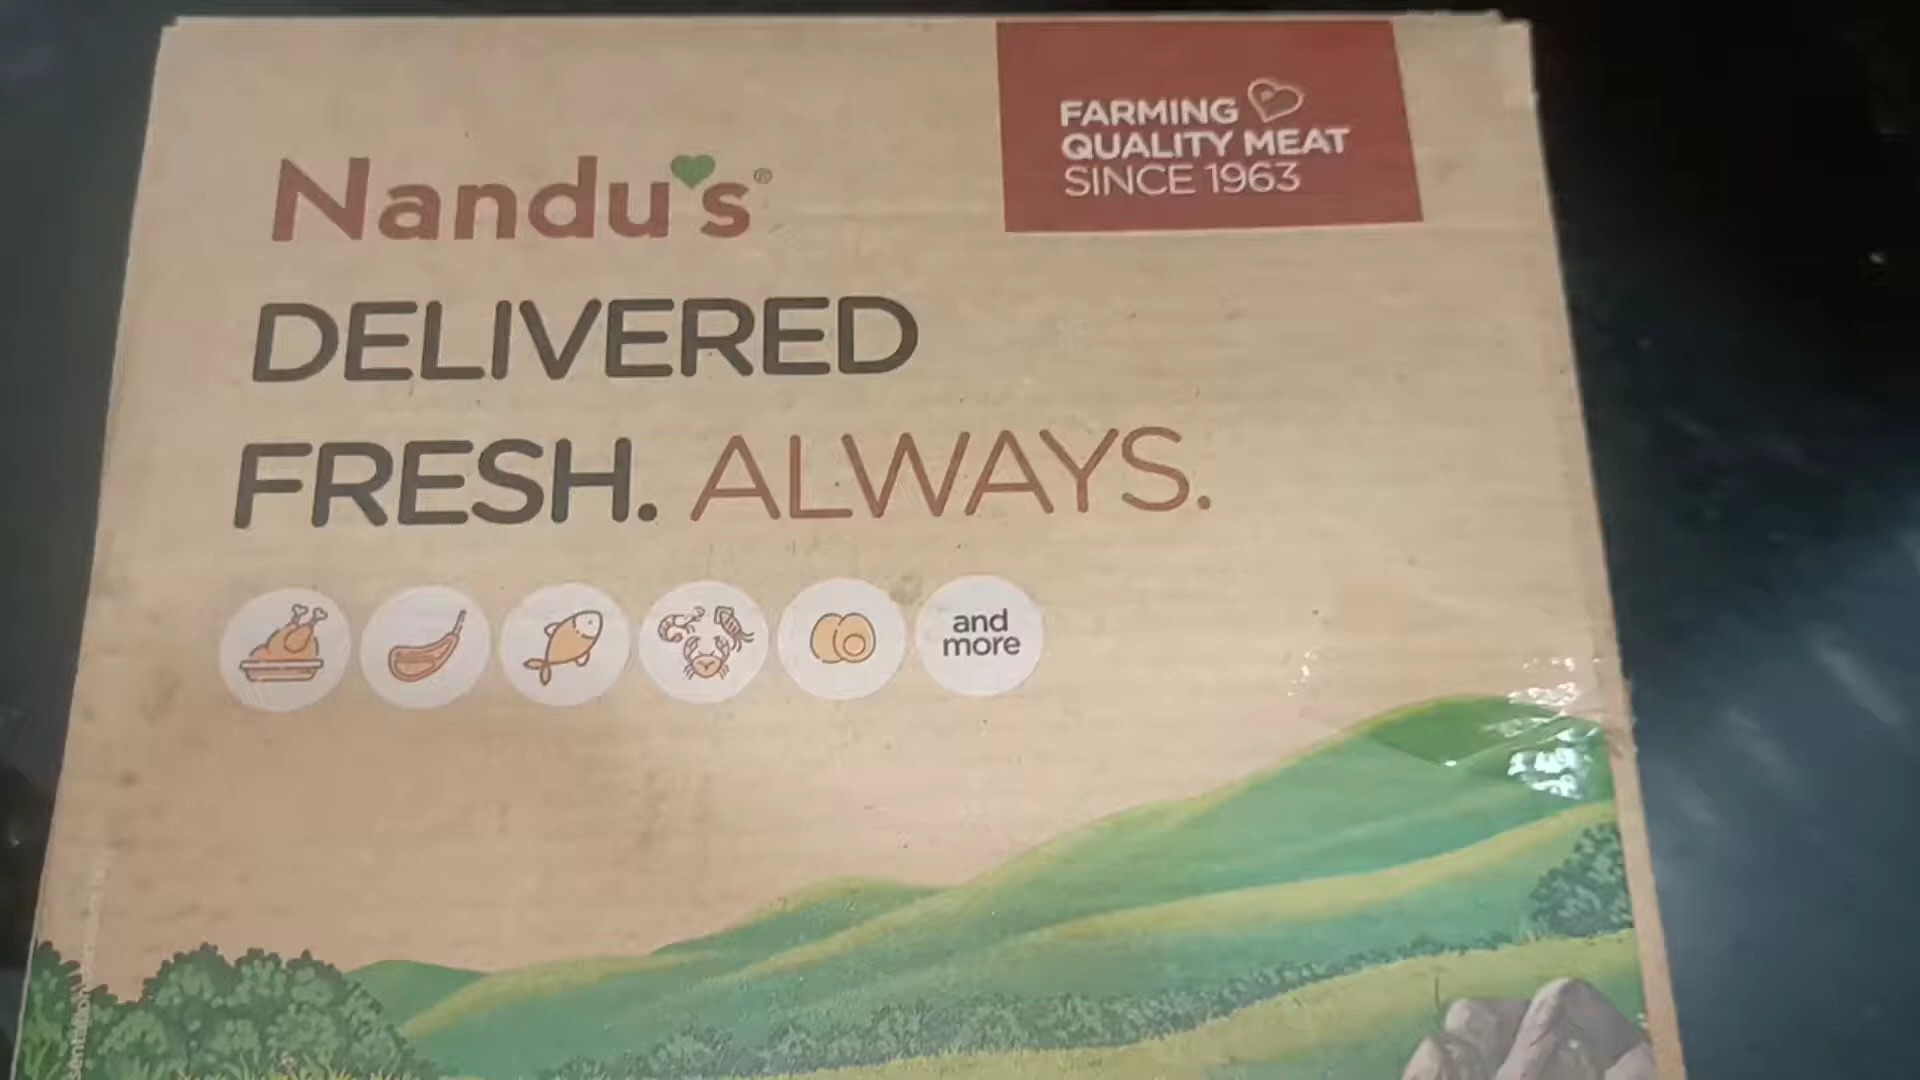 Nandu's®
FARMING
QUALITY MEAT
SINCE 1963
DELIVERED
FRESH. ALWAYS.
and
more